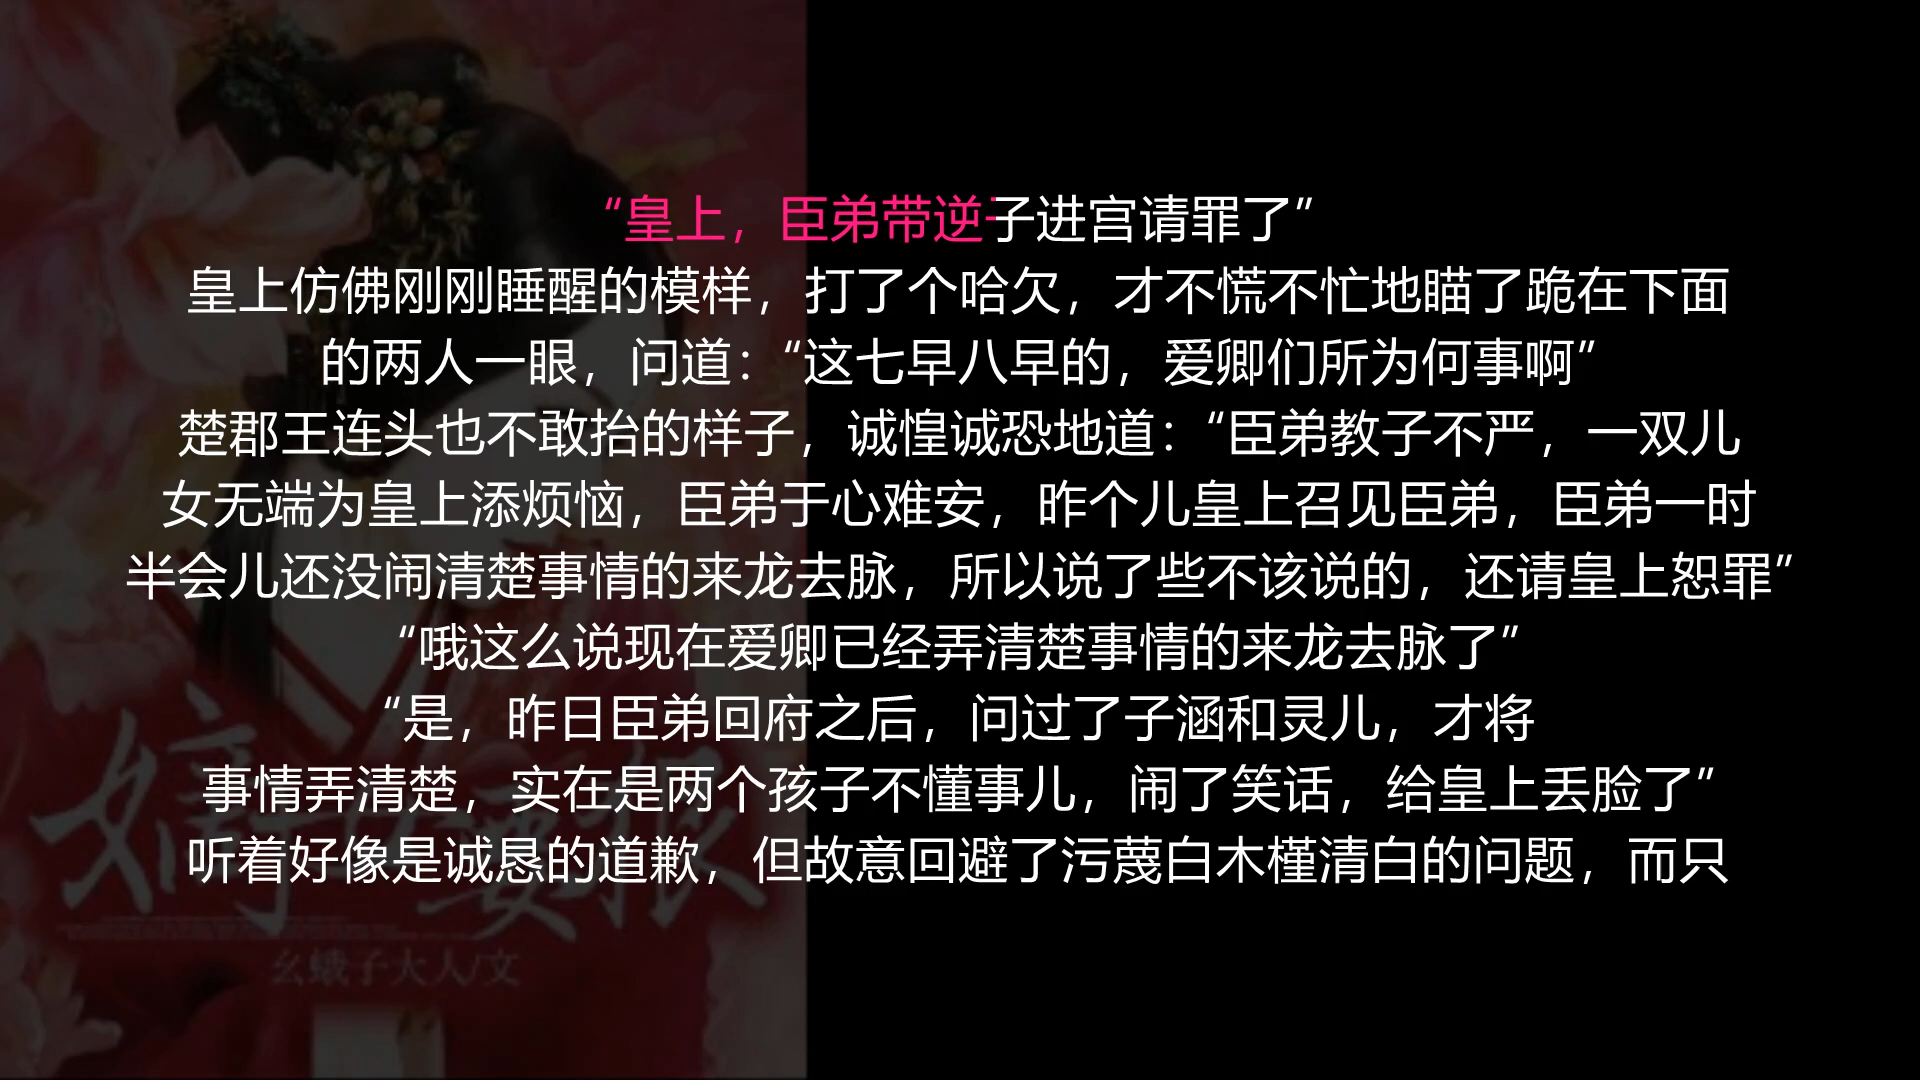 “皇上，臣弟带逆子进宫请罪了”
皇上仿佛刚刚睡醒的模样，打了个哈欠，才不慌不忙地瞄了跪在下面
的两人一眼，问道：“这七早八早的，爱卿们所为何事啊”
楚郡王连头也不敢抬的样子，诚惶诚恐地道：“臣弟教子不严，一双儿
女无端为皇上添烦恼，臣弟于心难安，昨个儿皇上召见臣弟，臣弟一时
半会儿还没闹清楚事情的来龙去脉，所以说了些不该说的，还请皇上恕罪”
“哦这么说现在爱卿已经弄清楚事情的来龙去脉了”
“是，昨日臣弟回府之后，问过了子涵和灵儿，才将
事情弄清楚，实在是两个孩子不懂事儿，闹了笑话，给皇上丢脸了”
听着好像是诚恳的道歉，但故意回避了污蔑白木槿清白的问题，而只
嫡妻狠
幺蛾子大人/文